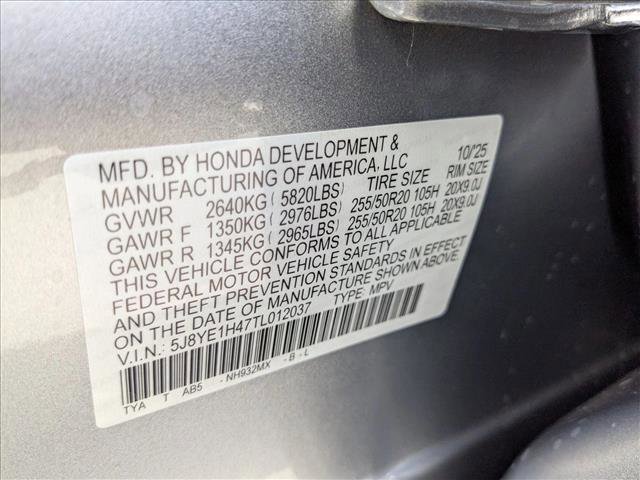 MFD. BY HONDA DEVELOPMENT & 10/'25
MANUFACTURING OF AMERICA, LLC
TIRE SIZE RIM SIZE
GVWR 2640KG( 5820LBS)
GAWR F 1350KG( 2976LBS) 255/50R20 105H 20X9.0J
GAWR R 1345KG( 2965LBS) 255/50R20 105H 20X9.0J
THIS VEHICLE CONFORMS TO ALL APPLICABLE
FEDERAL MOTOR VEHICLE SAFETY
AND THEFT PREVENTION STANDARDS IN EFFECT
ON THE DATE OF MANUFACTURE SHOWN ABOVE.
V.I.N.: 5J8YE1H47TL012037 TYPE: MPV
TYA T AB5 -NH932MX -B-L